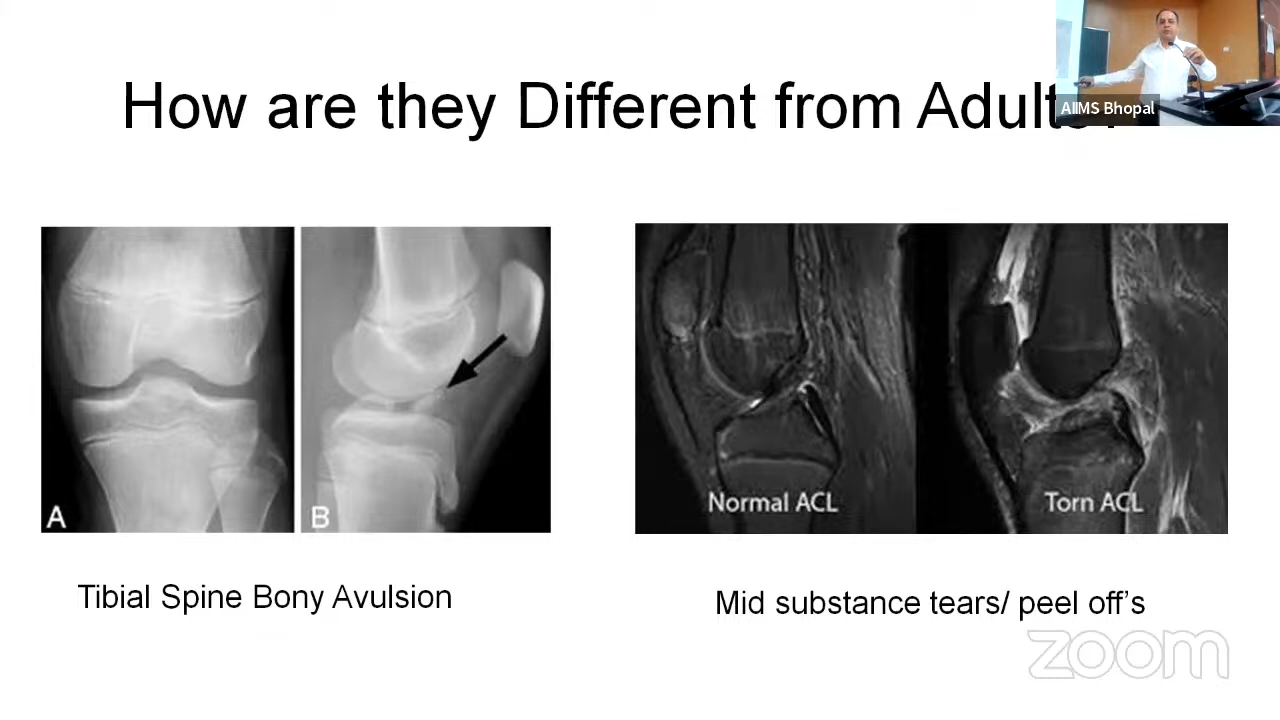 How are they Different from Adults?
AIIMS Bhopal
A
B
Normal ACL
Torn ACL
Tibial Spine Bony Avulsion
Mid substance tears/ peel off's
zoom